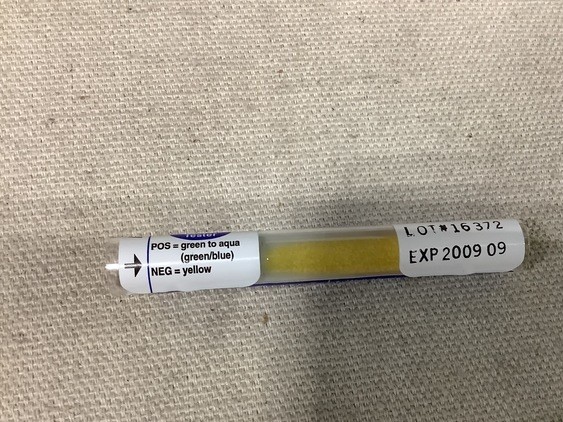 Tester
POS = green to aqua
(green/blue)
NEG = yellow
LOT# 16372
EXP 2009 09